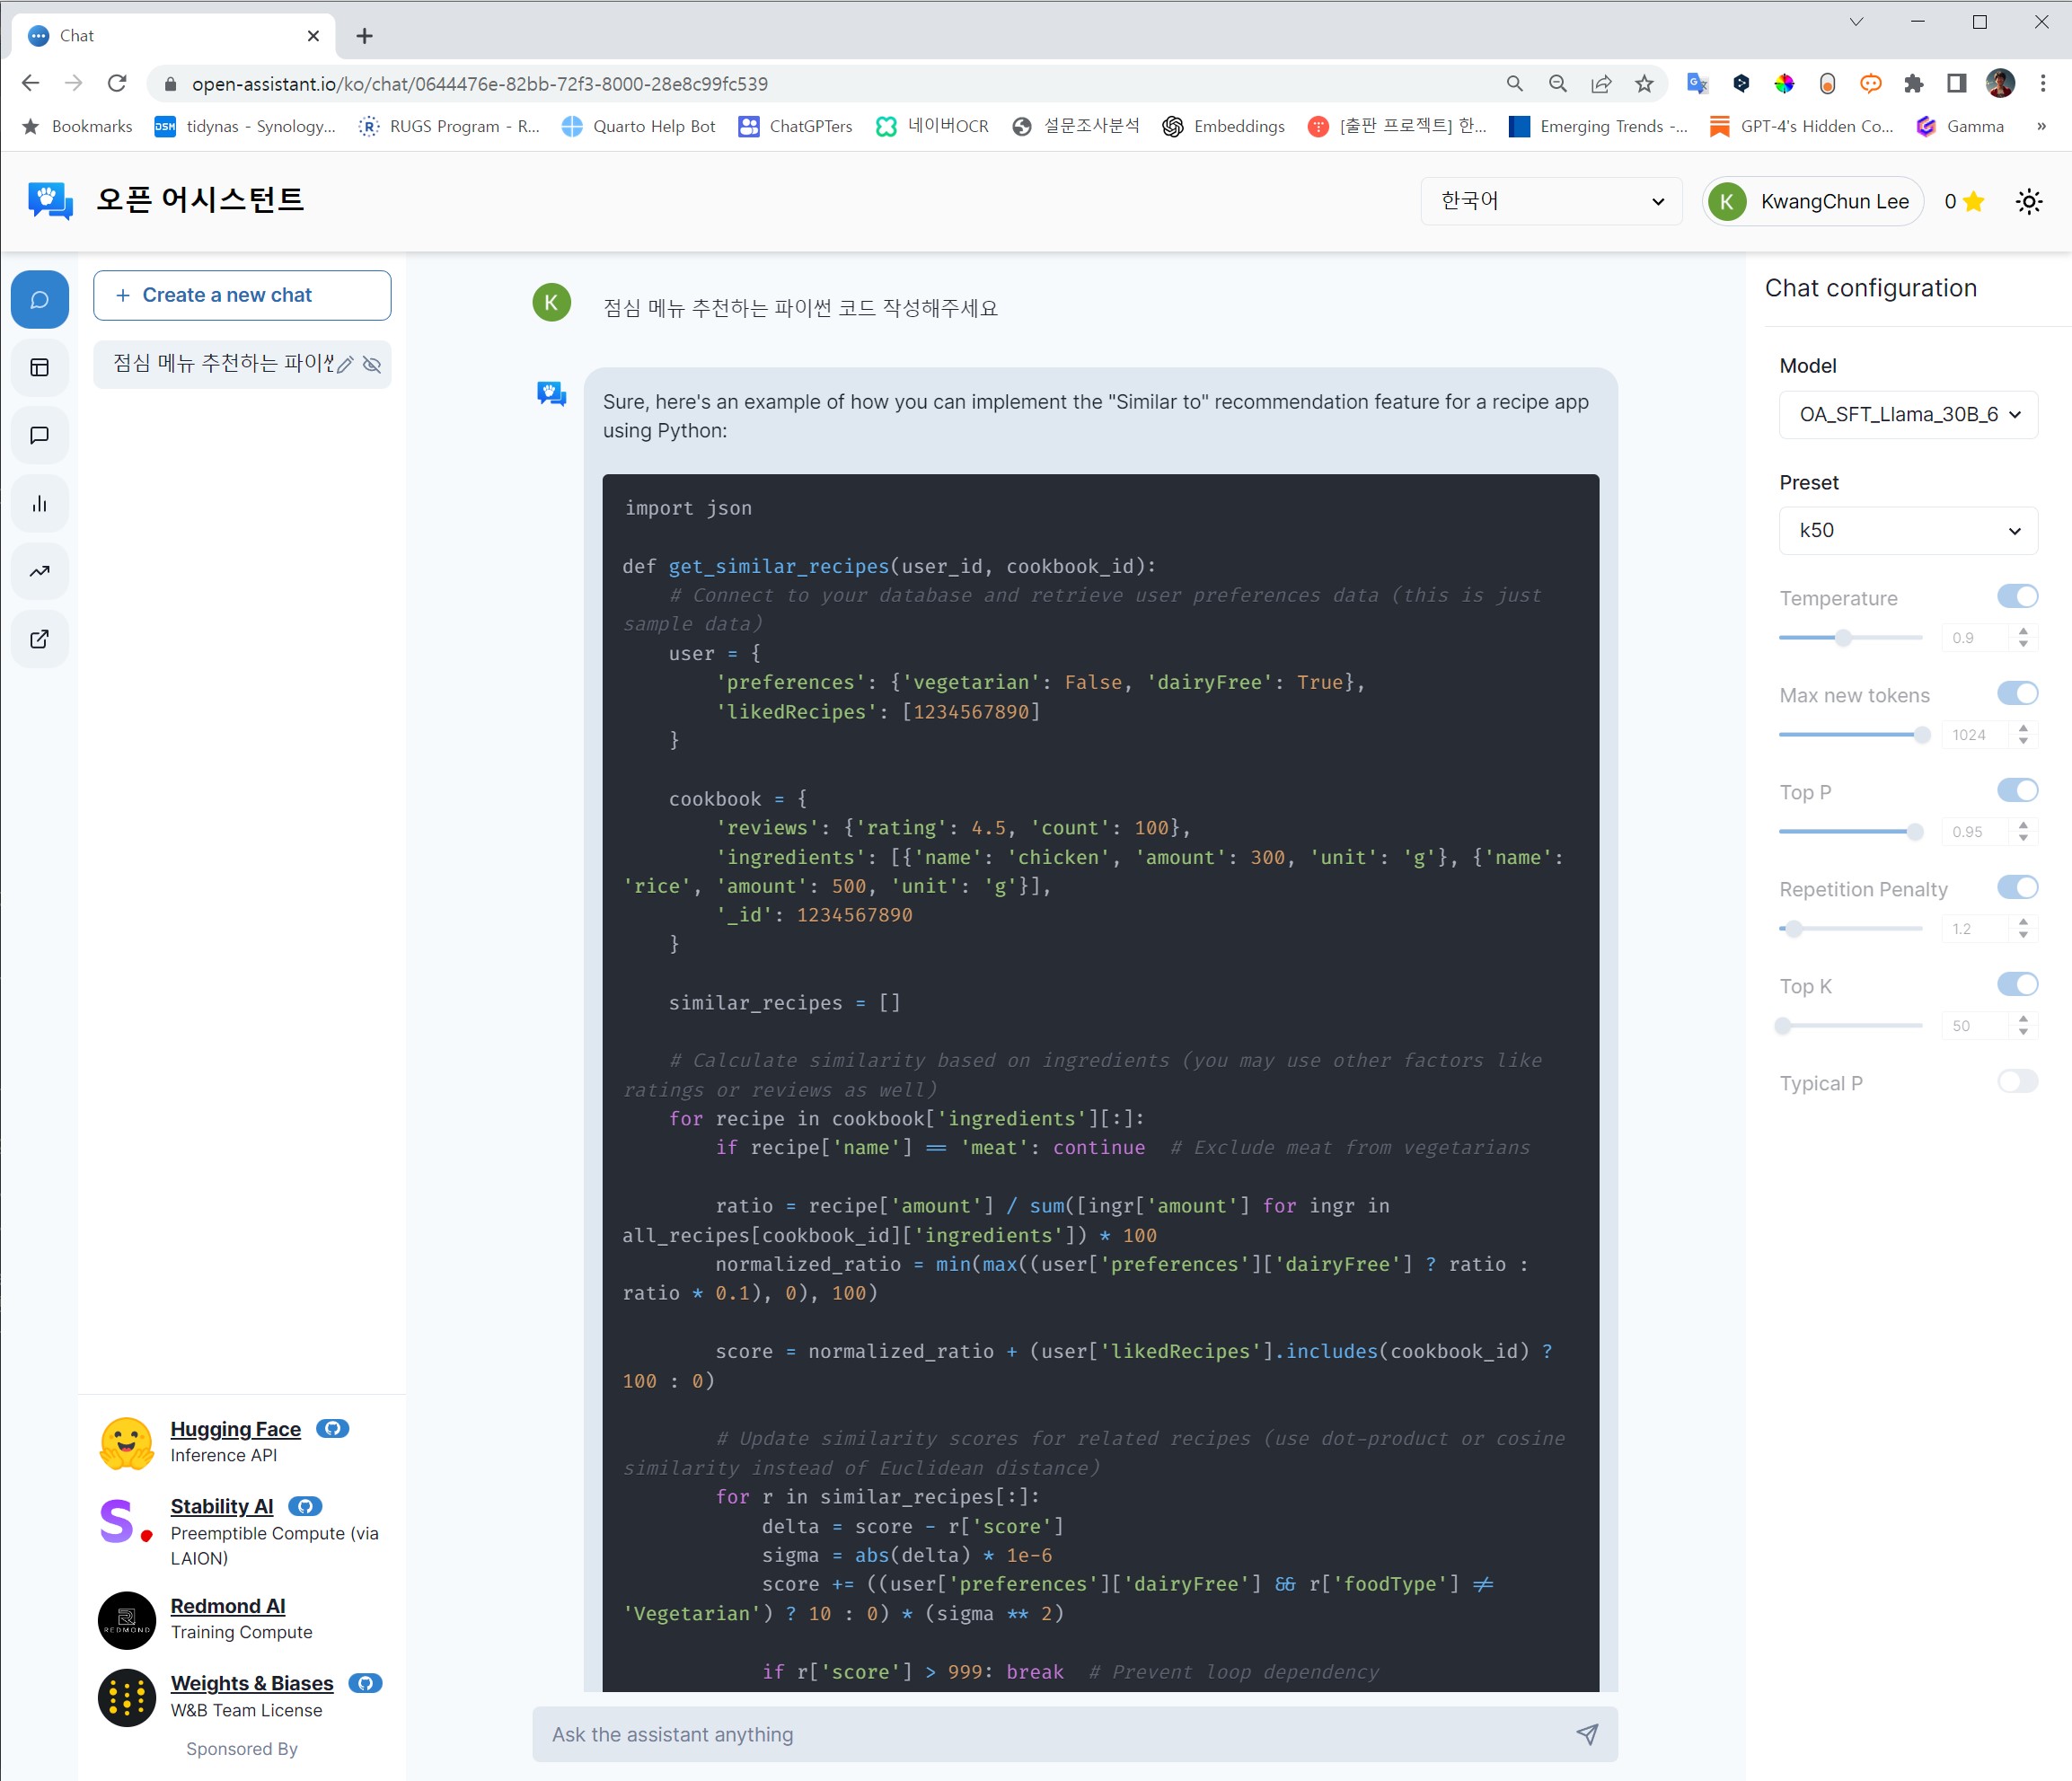 Chat
open-assistant.io/ko/chat/0644476e-82bb-72f3-8000-28e8c99fc539
Bookmarks
DSM
tidynas - Synology...
RUGS Program - R...
Quarto Help Bot
ChatGPTers
네이버OCR
설문조사분석
Embeddings
[출판 프로젝트] 한...
Emerging Trends -...
GPT-4's Hidden Co...
Gamma
»
오픈 어시스턴트
한국어
K
KwangChun Lee
0
+ Create a new chat
점심 메뉴 추천하는 파이썬
K
점심 메뉴 추천하는 파이썬 코드 작성해주세요
Sure, here's an example of how you can implement the "Similar to" recommendation feature for a recipe app
using Python:
import json
def get_similar_recipes(user_id, cookbook_id):
# Connect to your database and retrieve user preferences data (this is just
sample data)
user = {
'preferences': {'vegetarian': False, 'dairyFree': True},
'likedRecipes': [1234567890]
}
cookbook = {
'reviews': {'rating': 4.5, 'count': 100},
'ingredients': [{'name': 'chicken', 'amount': 300, 'unit': 'g'}, {'name':
'rice', 'amount': 500, 'unit': 'g'}],
'_id': 1234567890
}
similar_recipes = []
# Calculate similarity based on ingredients (you may use other factors like
ratings or reviews as well)
for recipe in cookbook['ingredients'][:]:
if recipe['name'] == 'meat': continue # Exclude meat from vegetarians
ratio = recipe['amount'] / sum([ingr['amount'] for ingr in
all_recipes[cookbook_id]['ingredients']) * 100
normalized_ratio = min(max((user['preferences']['dairyFree'] ? ratio :
ratio * 0.1), 0), 100)
score = normalized_ratio + (user['likedRecipes'].includes(cookbook_id) ?
100 : 0)
# Update similarity scores for related recipes (use dot-product or cosine
similarity instead of Euclidean distance)
for r in similar_recipes[:]:
delta = score - r['score']
sigma = abs(delta) * 1e-6
score += ((user['preferences']['dairyFree'] && r['foodType'] !=
'Vegetarian') ? 10 : 0) * (sigma ** 2)
if r['score'] > 999: break # Prevent loop dependency
Ask the assistant anything
Chat configuration
Model
OA_SFT_Llama_30B_6
Preset
k50
Temperature
0.9
Max new tokens
1024
Top P
0.95
Repetition Penalty
1.2
Top K
50
Typical P
Hugging Face
Inference API
S.
Stability AI
Preemptible Compute (via
LAION)
REDMOND
Redmond AI
Training Compute
Weights & Biases
W&B Team License
Sponsored By